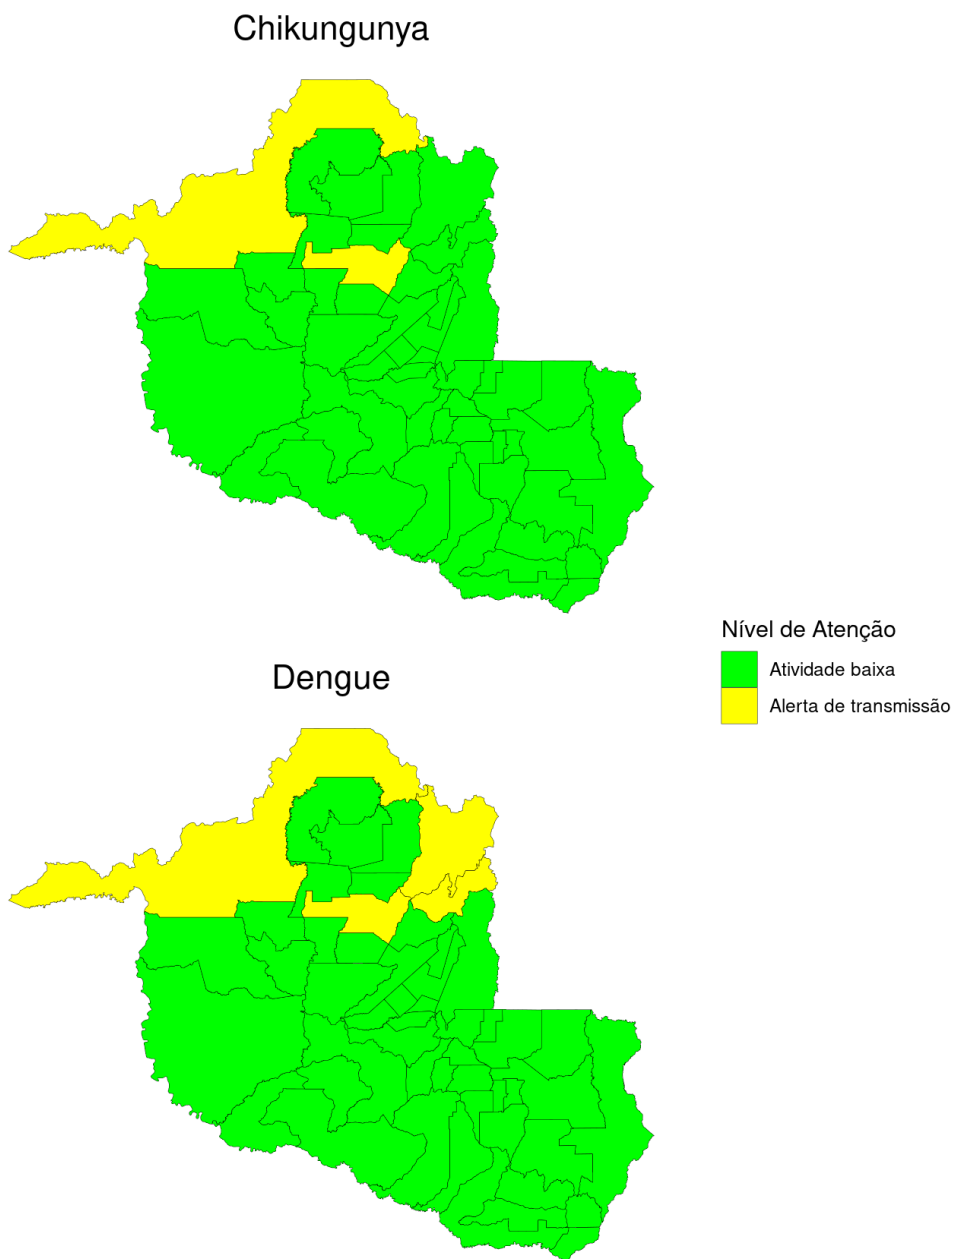 Chikungunya
Nível de Atenção
Atividade baixa
Alerta de transmissão
Dengue